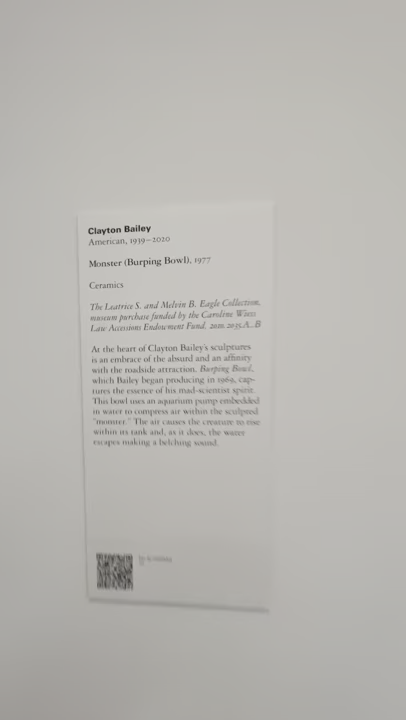 Clayton Bailey
American, 1939–2020
Monster (Burping Bowl), 1977
Ceramics
The Leatrice S. and Melvin B. Eagle Collection,
museum purchase funded by the Caroline Wiess
Law Accessions Endowment Fund, 2010.2035.A,.B
At the heart of Clayton Bailey's sculptures
is an embrace of the absurd and an affinity
with the roadside attraction. Burping Bowl,
which Bailey began producing in 1969, cap-
tures the essence of his mad-scientist spirit.
This bowl uses an aquarium pump embedded
in water to compress air within the sculpted
"monster." The air causes the creature to rise
within its tank and, as it does, the water
escapes making a belching sound.